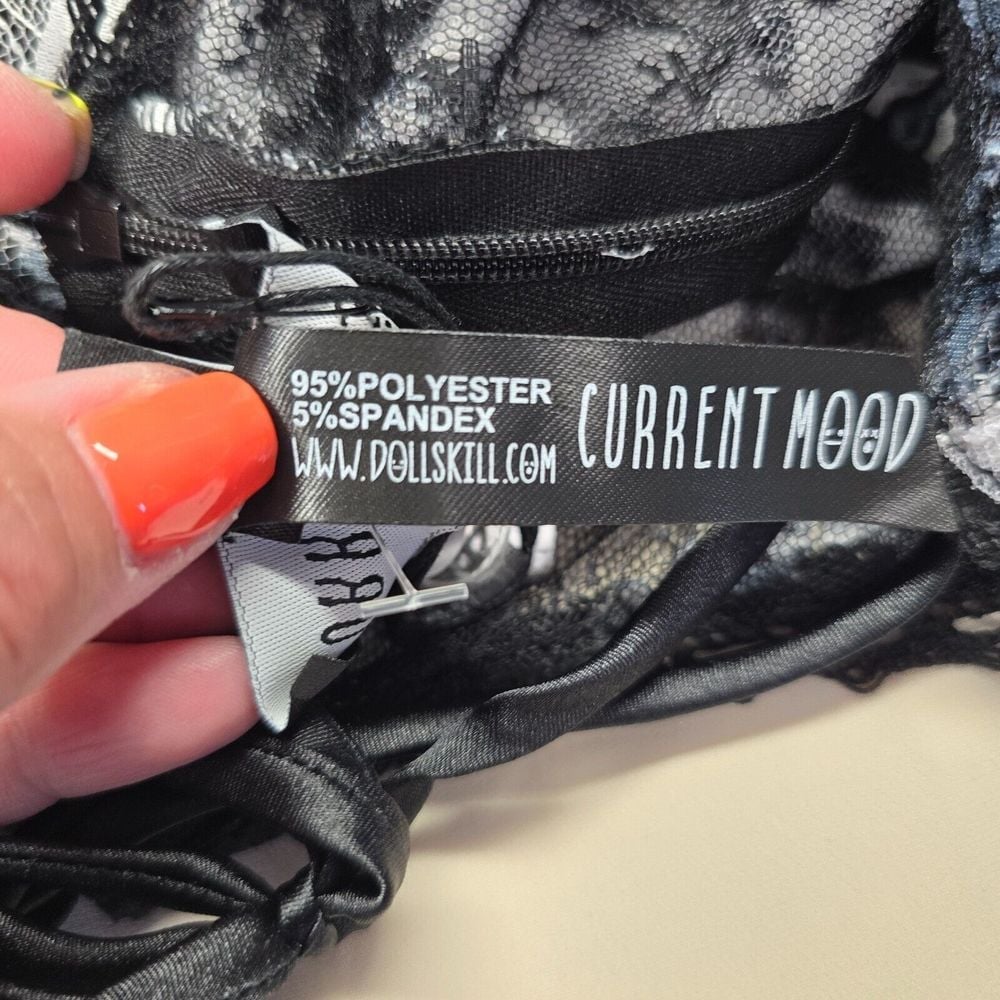 95%POLYESTER
5%SPANDEX
WWW.DOLLSKILL.COM
CURRENT MOOD